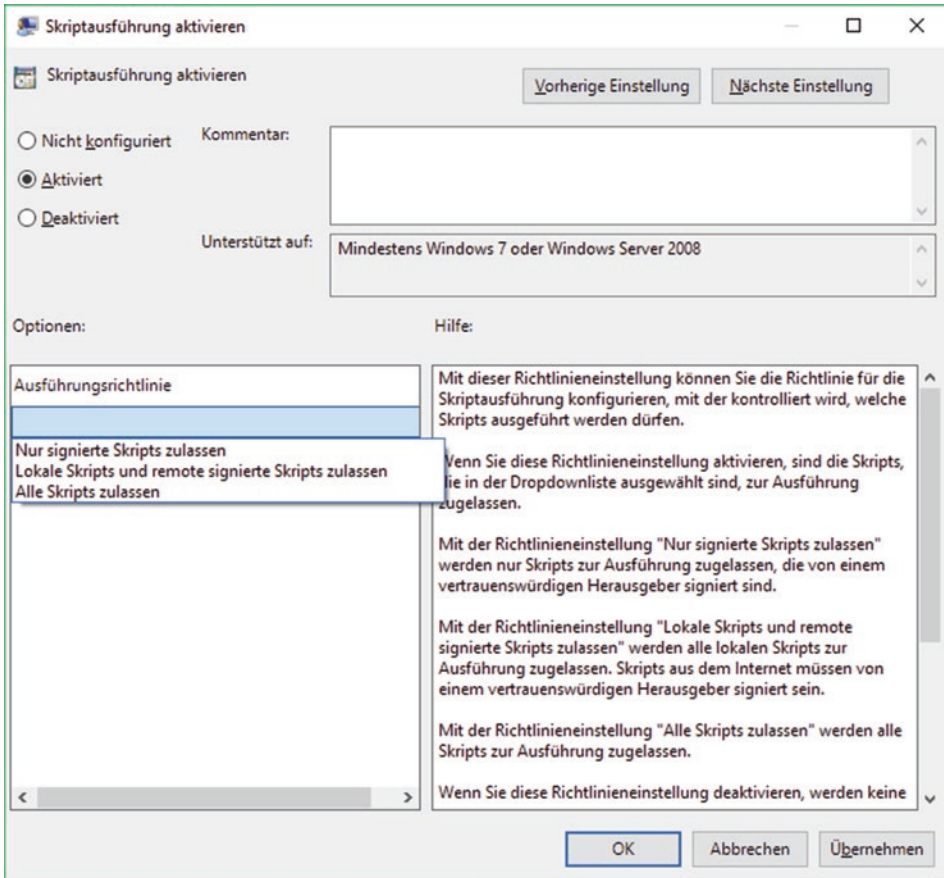 Skriptausführung aktivieren
Skriptausführung aktivieren
Vorherige Einstellung
Nächste Einstellung
Nicht konfiguriert
Kommentar:
Aktiviert
Deaktiviert
Unterstützt auf:
Mindestens Windows 7 oder Windows Server 2008
Optionen:
Hilfe:
Ausführungsrichtlinie
Nur signierte Skripts zulassen
Lokale Skripts und remote signierte Skripts zulassen
Alle Skripts zulassen
Mit dieser Richtlinieneinstellung können Sie die Richtlinie für die
Skriptausführung konfigurieren, mit der kontrolliert wird, welche
Skripts ausgeführt werden dürfen.
Wenn Sie diese Richtlinieneinstellung aktivieren, sind die Skripts,
die in der Dropdownliste ausgewählt sind, zur Ausführung
zugelassen.
Mit der Richtlinieneinstellung "Nur signierte Skripts zulassen"
werden nur Skripts zur Ausführung zugelassen, die von einem
vertrauenswürdigen Herausgeber signiert sind.
Mit der Richtlinieneinstellung "Lokale Skripts und remote
signierte Skripts zulassen" werden alle lokalen Skripts zur
Ausführung zugelassen. Skripts aus dem Internet müssen von
einem vertrauenswürdigen Herausgeber signiert sein.
Mit der Richtlinieneinstellung "Alle Skripts zulassen" werden alle
Skripts zur Ausführung zugelassen.
Wenn Sie diese Richtlinieneinstellung deaktivieren, werden keine
OK
Abbrechen
Übernehmen